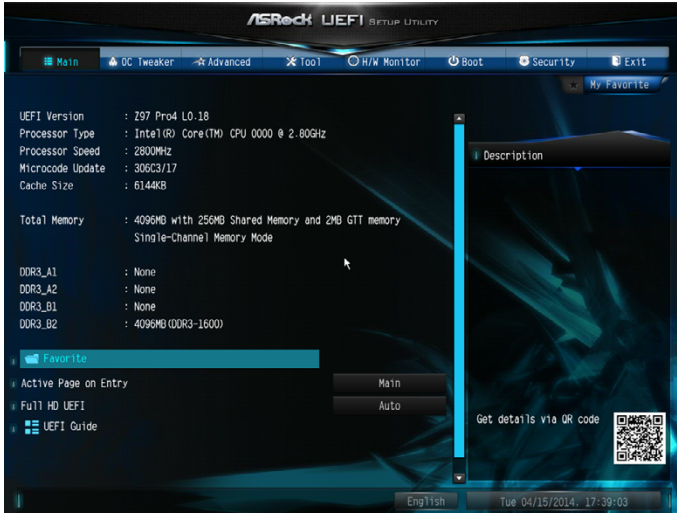 ASRock UEFI SETUP UTILITY
Main OC Tweaker Advanced Tool H/W Monitor Boot Security Exit
My Favorite
UEFI Version : Z97 Pro4 L0.18
Processor Type : Intel(R) Core(TM) CPU 0000 @ 2.80GHz
Processor Speed : 2800MHz
Microcode Update : 306C3/17
Cache Size : 6144KB
Total Memory : 4096MB with 256MB Shared Memory and 2MB GTT memory
Single-Channel Memory Mode
DDR3_A1 : None
DDR3_A2 : None
DDR3_B1 : None
DDR3_B2 : 4096MB(DDR3-1600)
Favorite
Active Page on Entry Main
Full HD UEFI Auto
UEFI Guide
Description
Get details via QR code
English
Tue 04/15/2014. 17:39:03